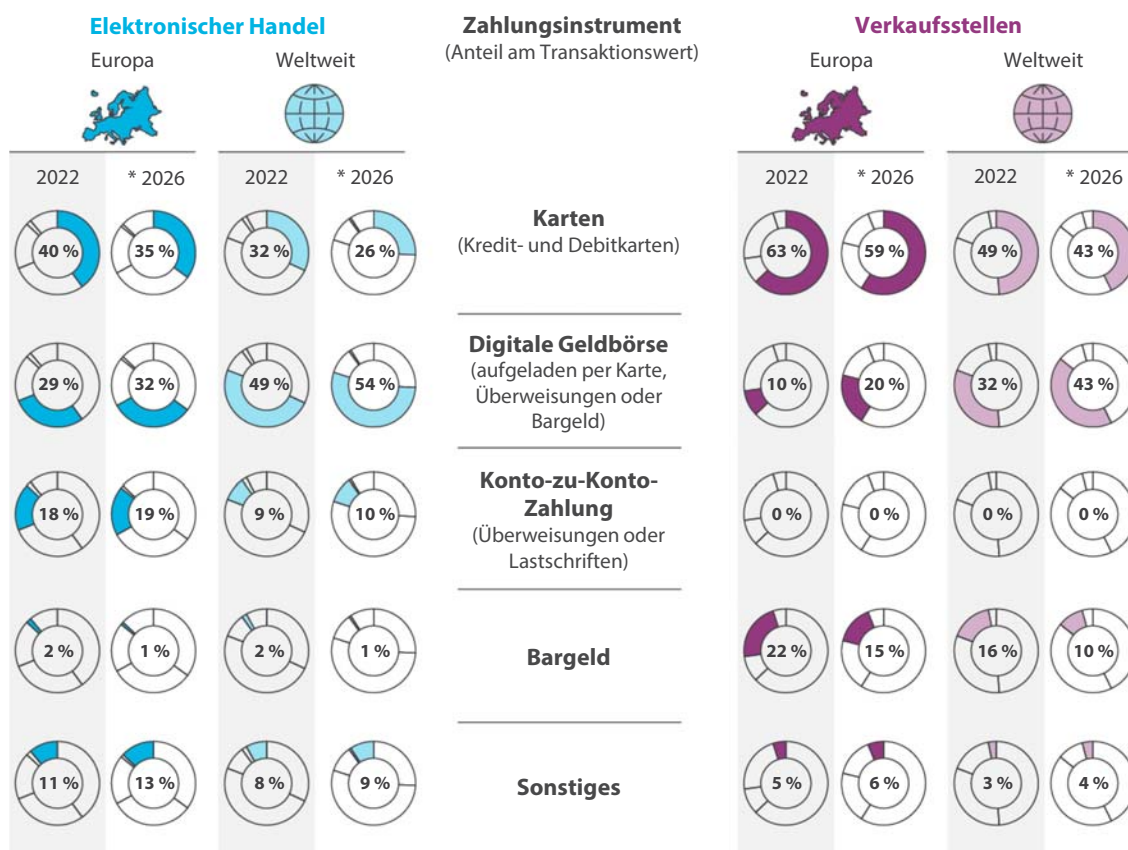 Elektronischer Handel
Zahlungsinstrument
(Anteil am Transaktionswert)
Verkaufsstellen
Europa
Weltweit
Europa
Weltweit
2022
* 2026
2022
* 2026
2022
* 2026
2022
* 2026
40 %
35 %
32 %
26 %
Karten
(Kredit- und Debitkarten)
63 %
59 %
49 %
43 %
29 %
32 %
49 %
54 %
Digitale Geldbörse
(aufgeladen per Karte,
Überweisungen oder
Bargeld)
10 %
20 %
32 %
43 %
18 %
19 %
9 %
10 %
Konto-zu-Konto-
Zahlung
(Überweisungen oder
Lastschriften)
0 %
0 %
0 %
0 %
2 %
1 %
2 %
1 %
Bargeld
22 %
15 %
16 %
10 %
11 %
13 %
8 %
9 %
Sonstiges
5 %
6 %
3 %
4 %